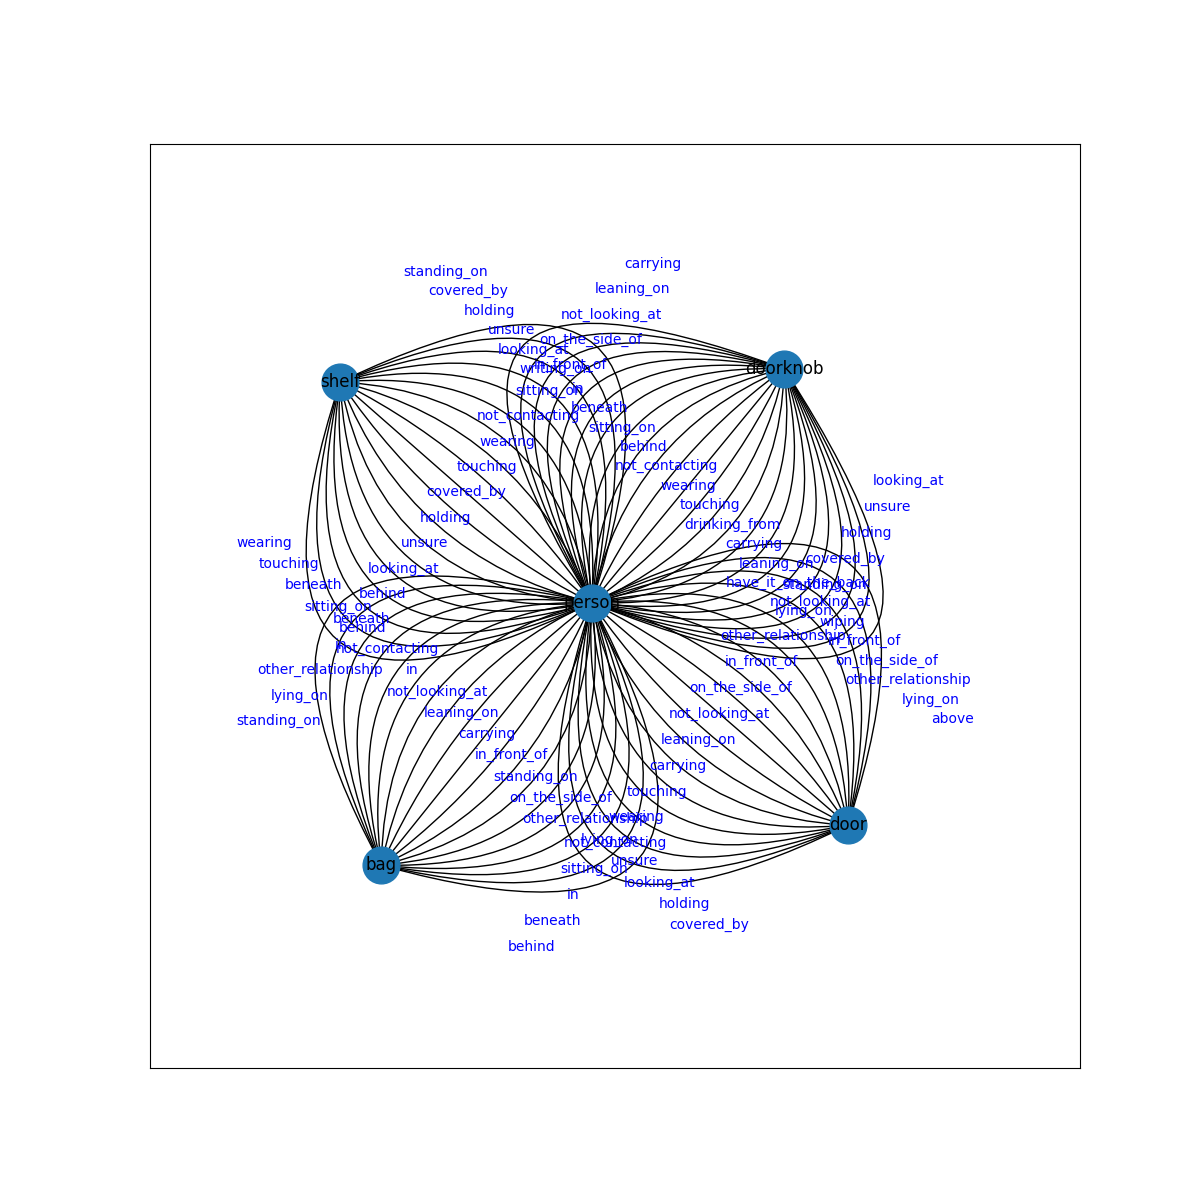 carrying
standing_on
leaning_on
covered_by
holding
not_looking_at
unsure
on_the_side_of
looking_at
in_front_of
writing_on
doorknob
shelf
sitting_on
in
beneath
not_contacting
sitting_on
wearing
behind
touching
not_contacting
looking_at
wearing
covered_by
touching
unsure
holding
drinking_from
holding
wearing
unsure
carrying
touching
leaning_on
covered_by
looking_at
beneath
have_it_on_the_back
standing_on
behind
person
not_looking_at
sitting_on
lying_on
beneath
wiping
behind
other_relationship
in_front_of
in
not_contacting
in_front_of
on_the_side_of
other_relationship
in
other_relationship
not_looking_at
on_the_side_of
lying_on
lying_on
leaning_on
not_looking_at
standing_on
above
carrying
leaning_on
in_front_of
carrying
standing_on
touching
on_the_side_of
other_relationship
wearing
door
lying_on
not_contacting
unsure
bag
sitting_on
looking_at
in
holding
beneath
covered_by
behind